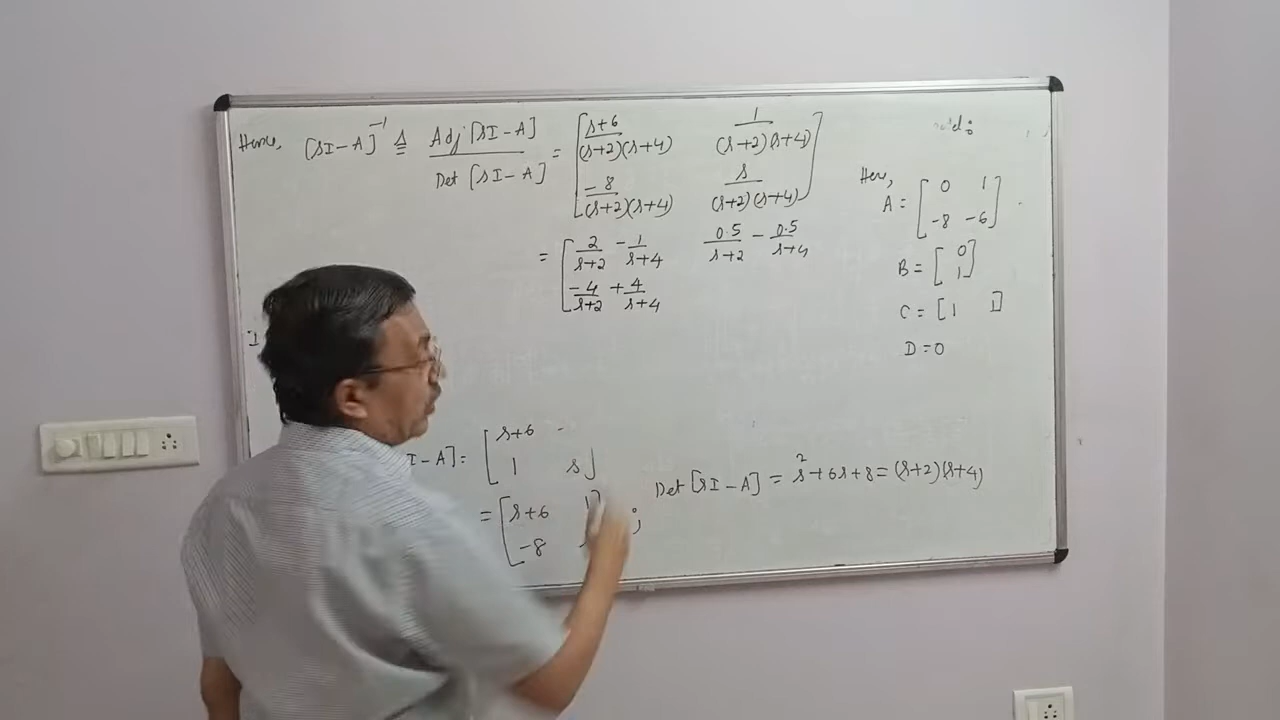 Hence, [sI-A]^-1 ≜ Adj [sI-A] / Det [sI-A] = [ (s+6)/((s+2)(s+4))  1/((s+2)(s+4)) ; -8/((s+2)(s+4))  s/((s+2)(s+4)) ]
= [ 2/(s+2) - 1/(s+4)  0.5/(s+2) - 0.5/(s+4) ; -4/(s+2) + 4/(s+4)
Here,
A = [ 0  1 ; -8  -6 ]
B = [ 0 ; 1 ]
C = [ 1  1 ]
D = 0
I-A] = [ s+6  - ; 1  s ]
= [ s+6  1 ; -8 ;
Det [sI-A] = s^2+6s+8 = (s+2)(s+4)